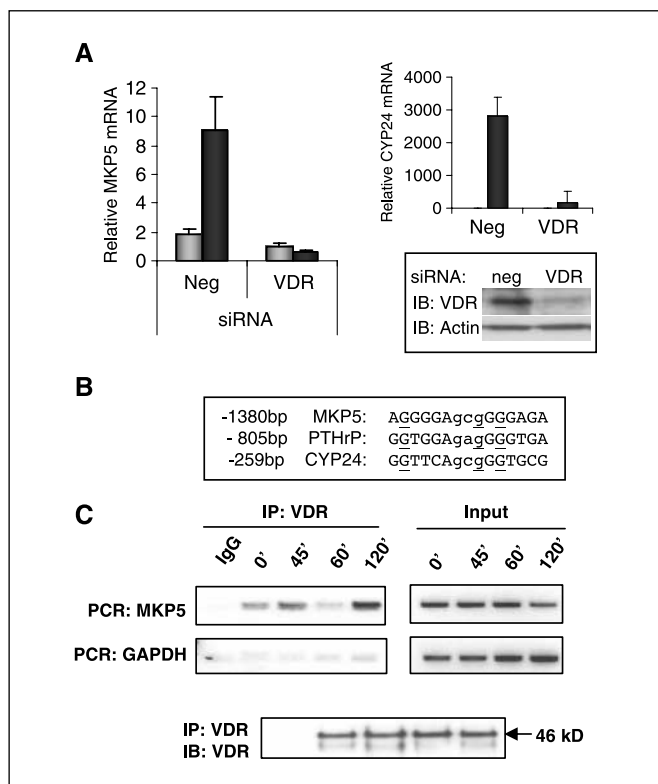 A
Relative MKP5 mRNA
12
10
8
6
4
2
0
Neg
VDR
siRNA
Relative CYP24 mRNA
4000
3000
2000
1000
0
Neg
VDR
siRNA: neg VDR
IB: VDR
IB: Actin
B
-1380bp MKP5: AGGGGAgcgGGGAGA
- 805bp PTHrP: GGTGGAgagGGGTGA
-259bp CYP24: GGTTCAgcgGGTGCG
C
IP: VDR
Input
IgG 0' 45' 60' 120'
0' 45' 60' 120'
PCR: MKP5
PCR: GAPDH
IP: VDR
IB: VDR
46 kD